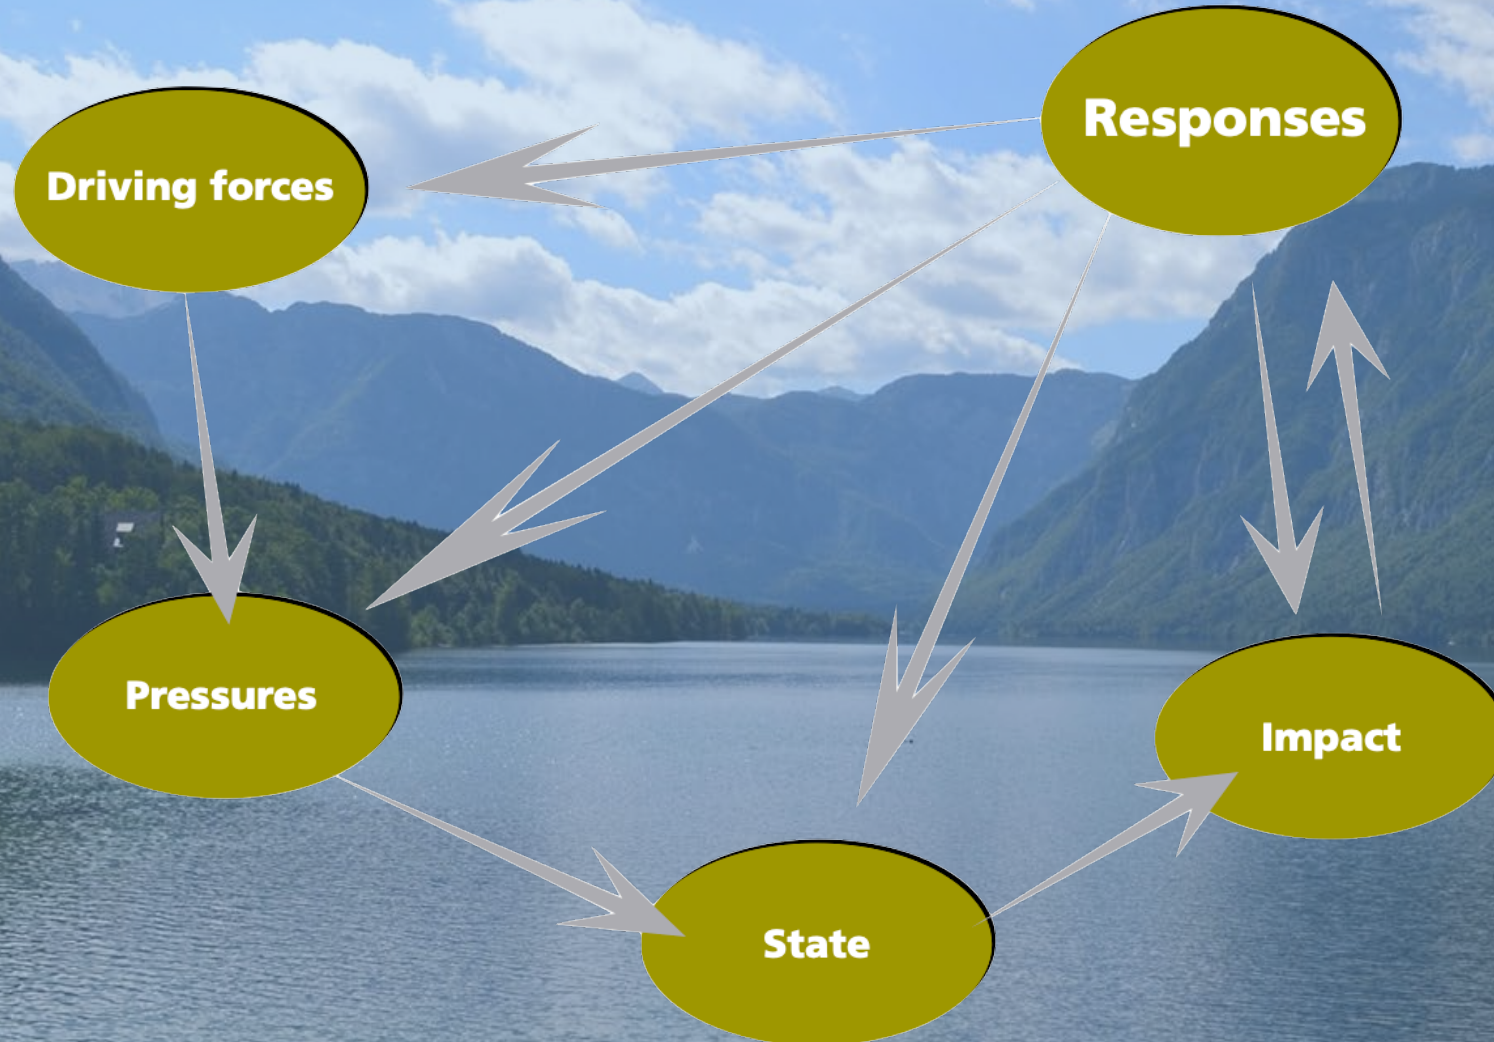 Responses
Driving forces
Pressures
Impact
State